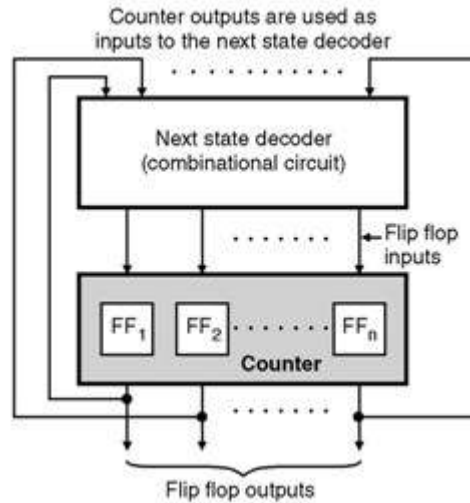 Counter outputs are used as
inputs to the next state decoder
Next state decoder
(combinational circuit)
Flip flop
inputs
FF1 FF2 FFn
Counter
Flip flop outputs